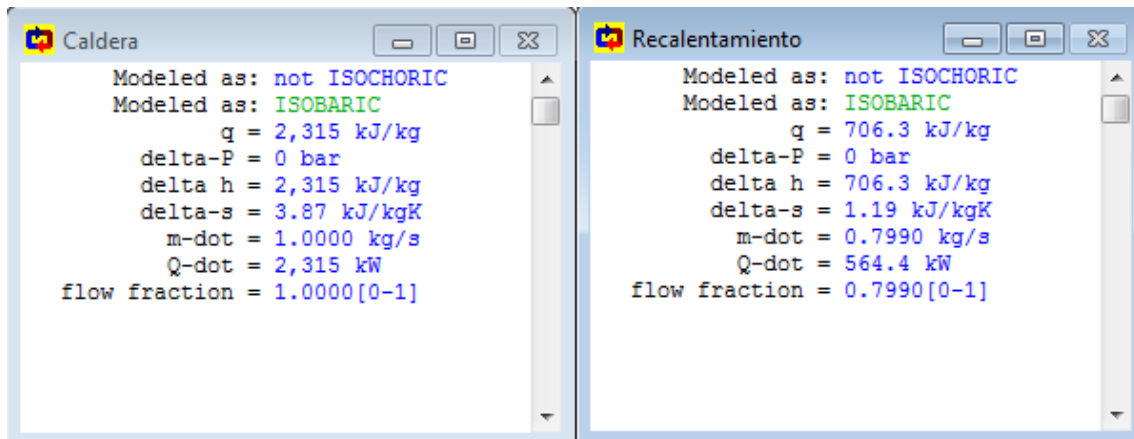 Caldera
Modeled as: not ISOCHORIC
Modeled as: ISOBARIC
q = 2,315 kJ/kg
delta-P = 0 bar
delta h = 2,315 kJ/kg
delta-s = 3.87 kJ/kgK
m-dot = 1.0000 kg/s
Q-dot = 2,315 kW
flow fraction = 1.0000[0-1]
Recalentamiento
Modeled as: not ISOCHORIC
Modeled as: ISOBARIC
q = 706.3 kJ/kg
delta-P = 0 bar
delta h = 706.3 kJ/kg
delta-s = 1.19 kJ/kgK
m-dot = 0.7990 kg/s
Q-dot = 564.4 kW
flow fraction = 0.7990[0-1]